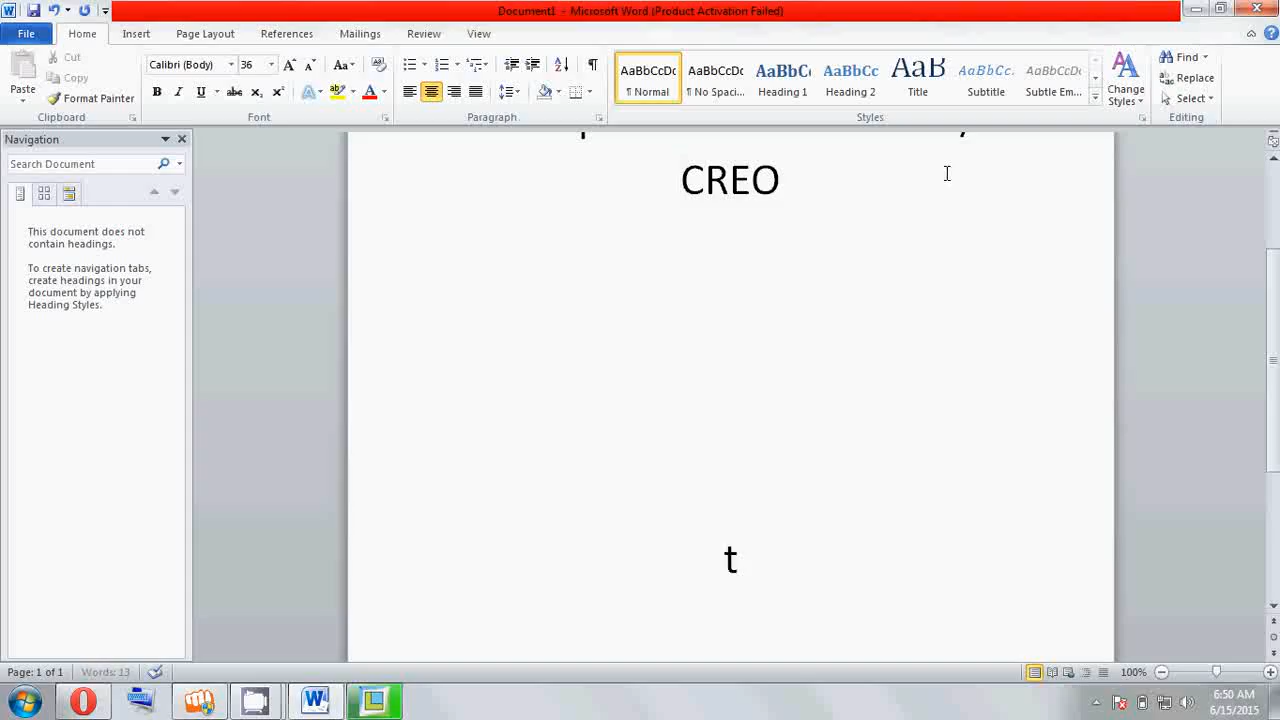 Document1 - Microsoft Word (Product Activation Failed)
File Home Insert Page Layout References Mailings Review View
Cut
Copy
Format Painter
Paste
Calibri (Body) 36
AaBbCcDc AaBbCcDc AaBbCc AaBbCc AaB AaBbCc. AaBbCcDc
¶ Normal ¶ No Spaci... Heading 1 Heading 2 Title Subtitle Subtle Em...
Change
Styles
Find
Replace
Select
Clipboard Font Paragraph Styles Editing
Navigation
Search Document
This document does not
contain headings.
To create navigation tabs,
create headings in your
document by applying
Heading Styles.
CREO
t
Page: 1 of 1 Words: 13 100%
6:50 AM
6/15/2015